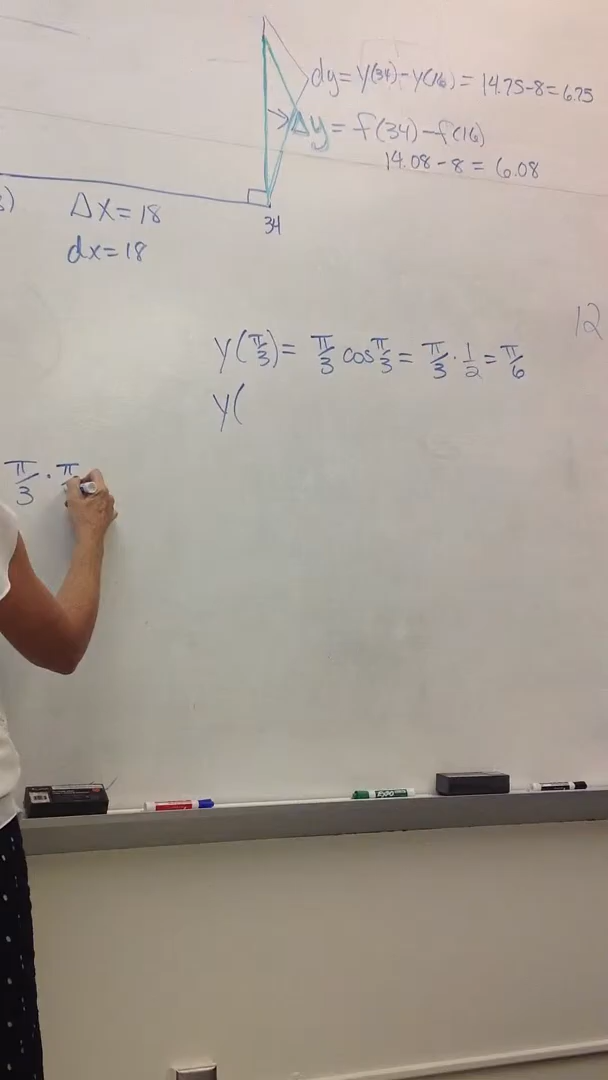 dy = y(34) - y(16) = 14.75 - 8 = 6.75
Δy = f(34) - f(16)
14.08 - 8 = 6.08
)
ΔX = 18
34
dx = 18
12
y(π/3) = π/3 cos π/3 = π/3 · 1/2 = π/6
y(
π/3 · π
EXPO